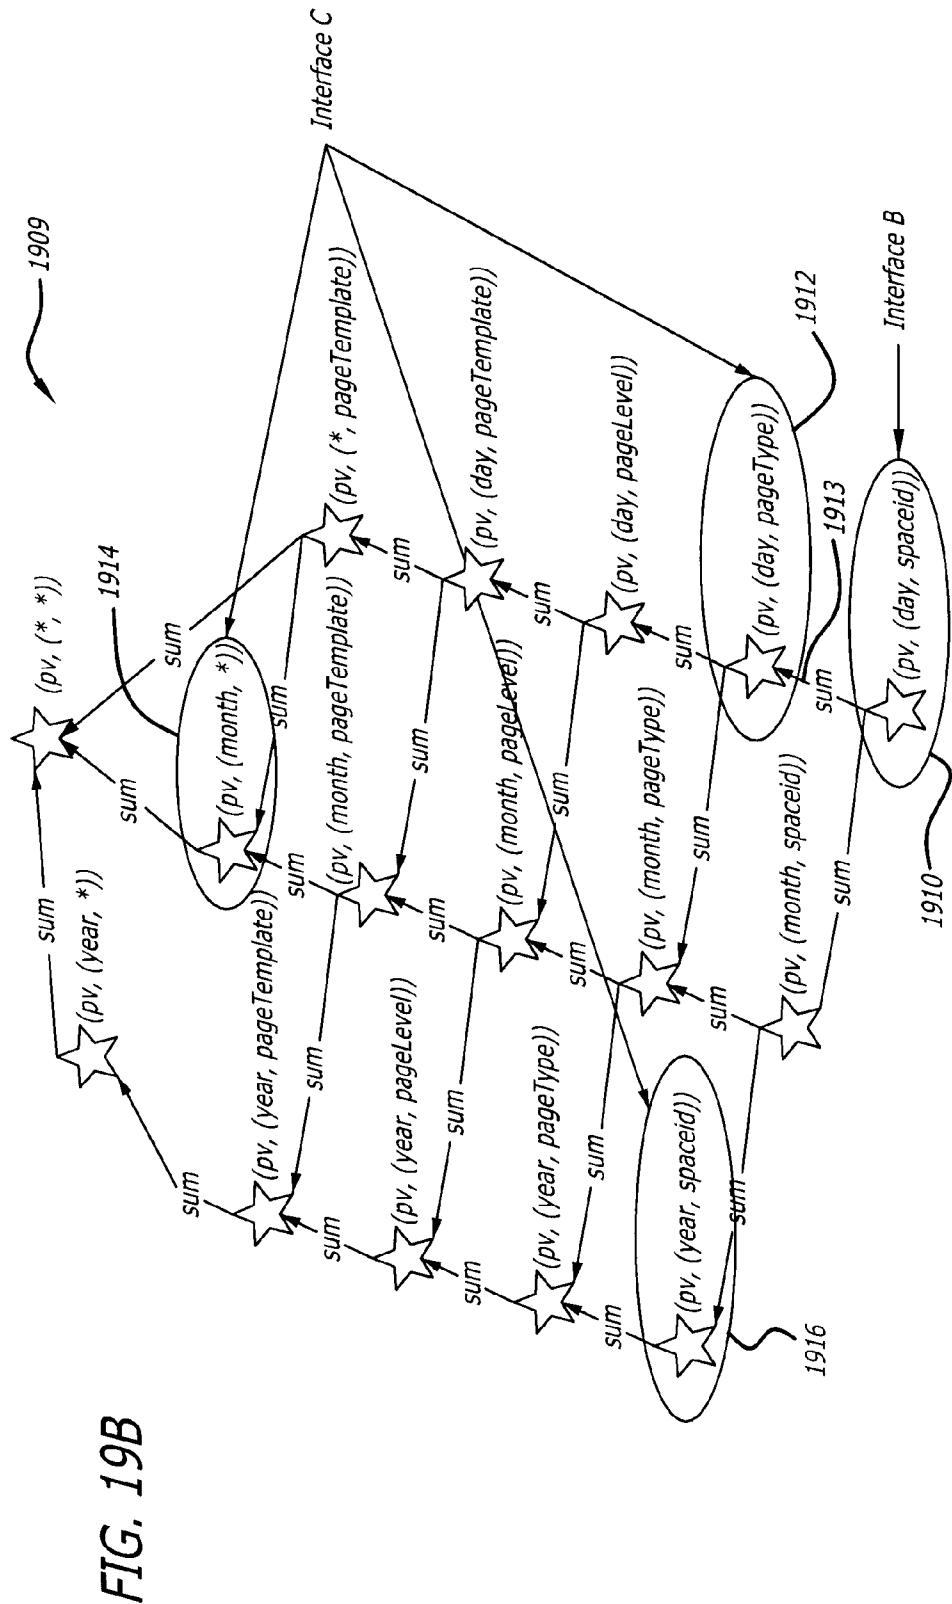 FIG. 19B
sum
(pv, (*, *))
1909
(pv, (year, *))
1914
sum
sum
sum
(pv, (month, *))
(pv, (year, pageTemplate))
sum
sum
sum
Interface C
sum
(pv, (month, pageTemplate))
(pv, (*, pageTemplate))
(pv, (year, pageLevel))
sum
sum
sum
sum
sum
(pv, (day, pageTemplate))
(pv, (month, pageLevel))
(pv, (year, pageType))
sum
sum
sum
sum
sum
(pv, (day, pageLevel))
(pv, (month, pageType))
(pv, (year, spaceid))
sum
sum
sum
sum
(pv, (day, pageType))
(pv, (month, spaceid))
1912
1916
sum
1913
sum
(pv, (day, spaceid))
Interface B
1910